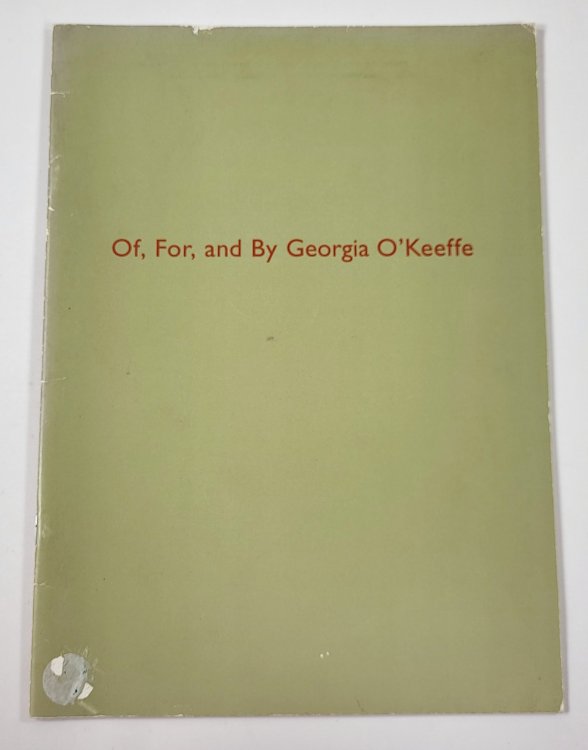 Of, For, and By Georgia O’Keeffe